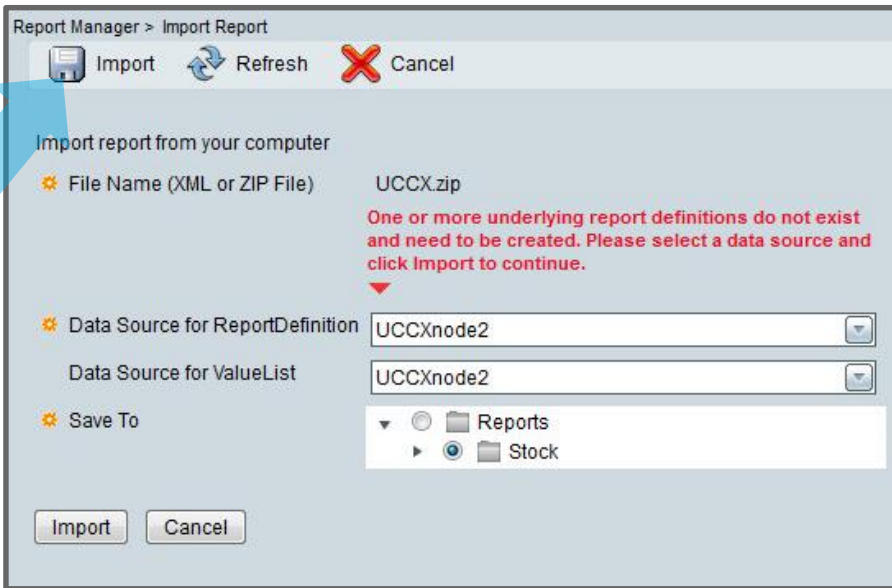 Report Manager > Import Report
Import Refresh Cancel
Import report from your computer
File Name (XML or ZIP File) UCCX.zip
One or more underlying report definitions do not exist
and need to be created. Please select a data source and
click Import to continue.
Data Source for ReportDefinition UCCXnode2
Data Source for ValueList UCCXnode2
Save To Reports
Stock
Import Cancel